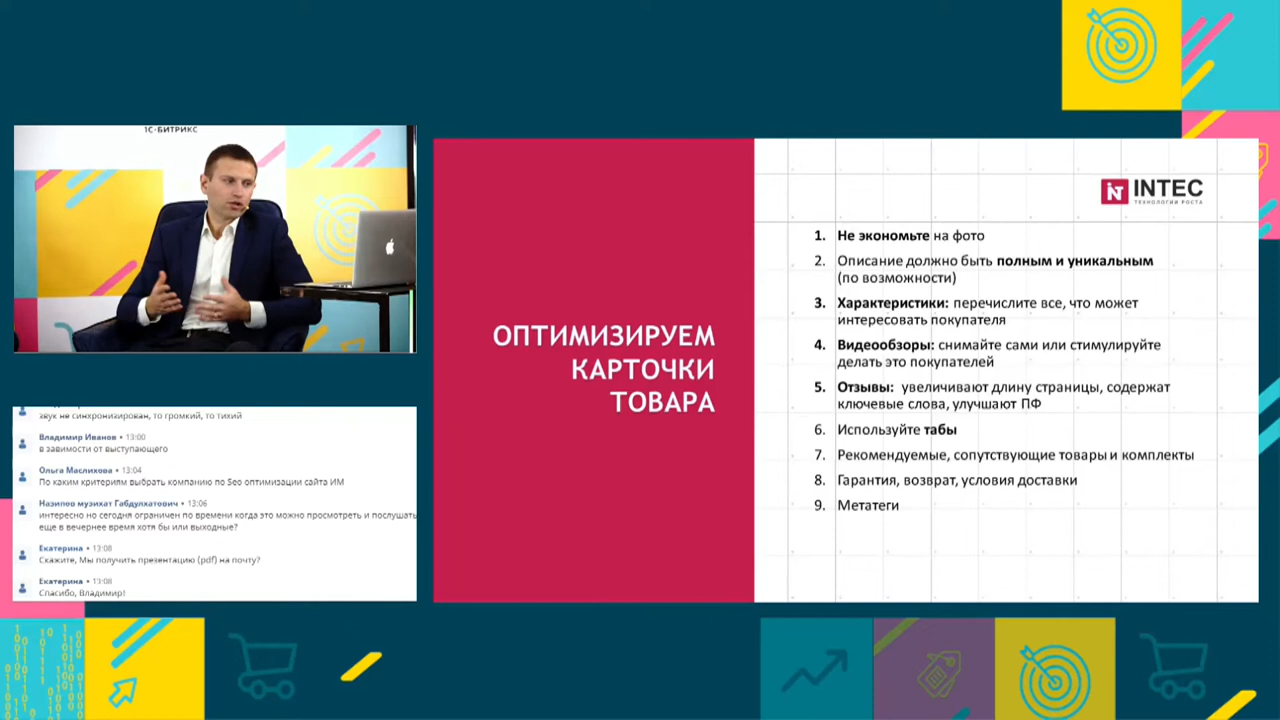 1С-БИТРИКС
звук не синхронизирован, то громкий, то тихий
Владимир Иванов • 13:00
в зависимости от выступающего
Ольга Маслихова • 13:04
По каким критериям выбрать компанию по Seo оптимизации сайта ИМ
Назипов музихат Габдулхатович • 13:06
интересно но сегодня ограничен по времени когда это можно просмотреть и послушать
еще в вечернее время хотя бы или выходные?
Екатерина • 13:08
Скажите, Мы получить презентацию (pdf) на почту?
Екатерина • 13:08
Спасибо, Владимир!
ОПТИМИЗИРУЕМ
КАРТОЧКИ
ТОВАРА
INTEC
ТЕХНОЛОГИИ РОСТА
1. Не экономьте на фото
2. Описание должно быть полным и уникальным
(по возможности)
3. Характеристики: перечислите все, что может
интересовать покупателя
4. Видеообзоры: снимайте сами или стимулируйте
делать это покупателей
5. Отзывы: увеличивают длину страницы, содержат
ключевые слова, улучшают ПФ
6. Используйте табы
7. Рекомендуемые, сопутствующие товары и комплекты
8. Гарантия, возврат, условия доставки
9. Метатеги